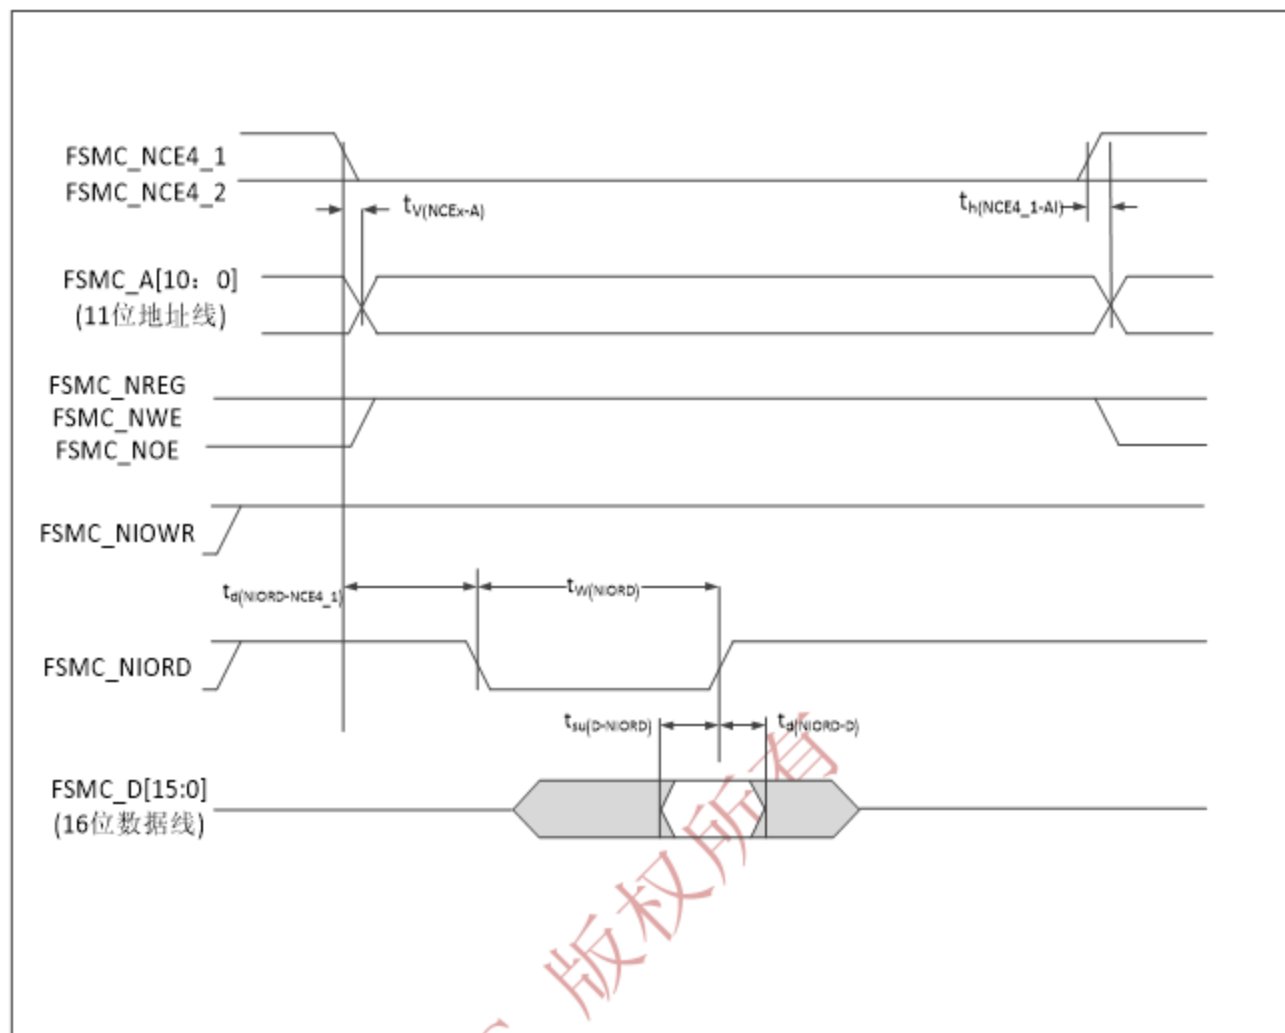 FSMC_NCE4_1
FSMC_NCE4_2
tV(NCEx-A)
th(NCE4_1-AI)
FSMC_A[10：0]
(11位地址线)
FSMC_NREG
FSMC_NWE
FSMC_NOE
FSMC_NIOWR
td(NIORD-NCE4_1)
tW(NIORD)
FSMC_NIORD
tsu(D-NIORD)
td(NIORD-D)
FSMC_D[15:0]
(16位数据线)
版权所有